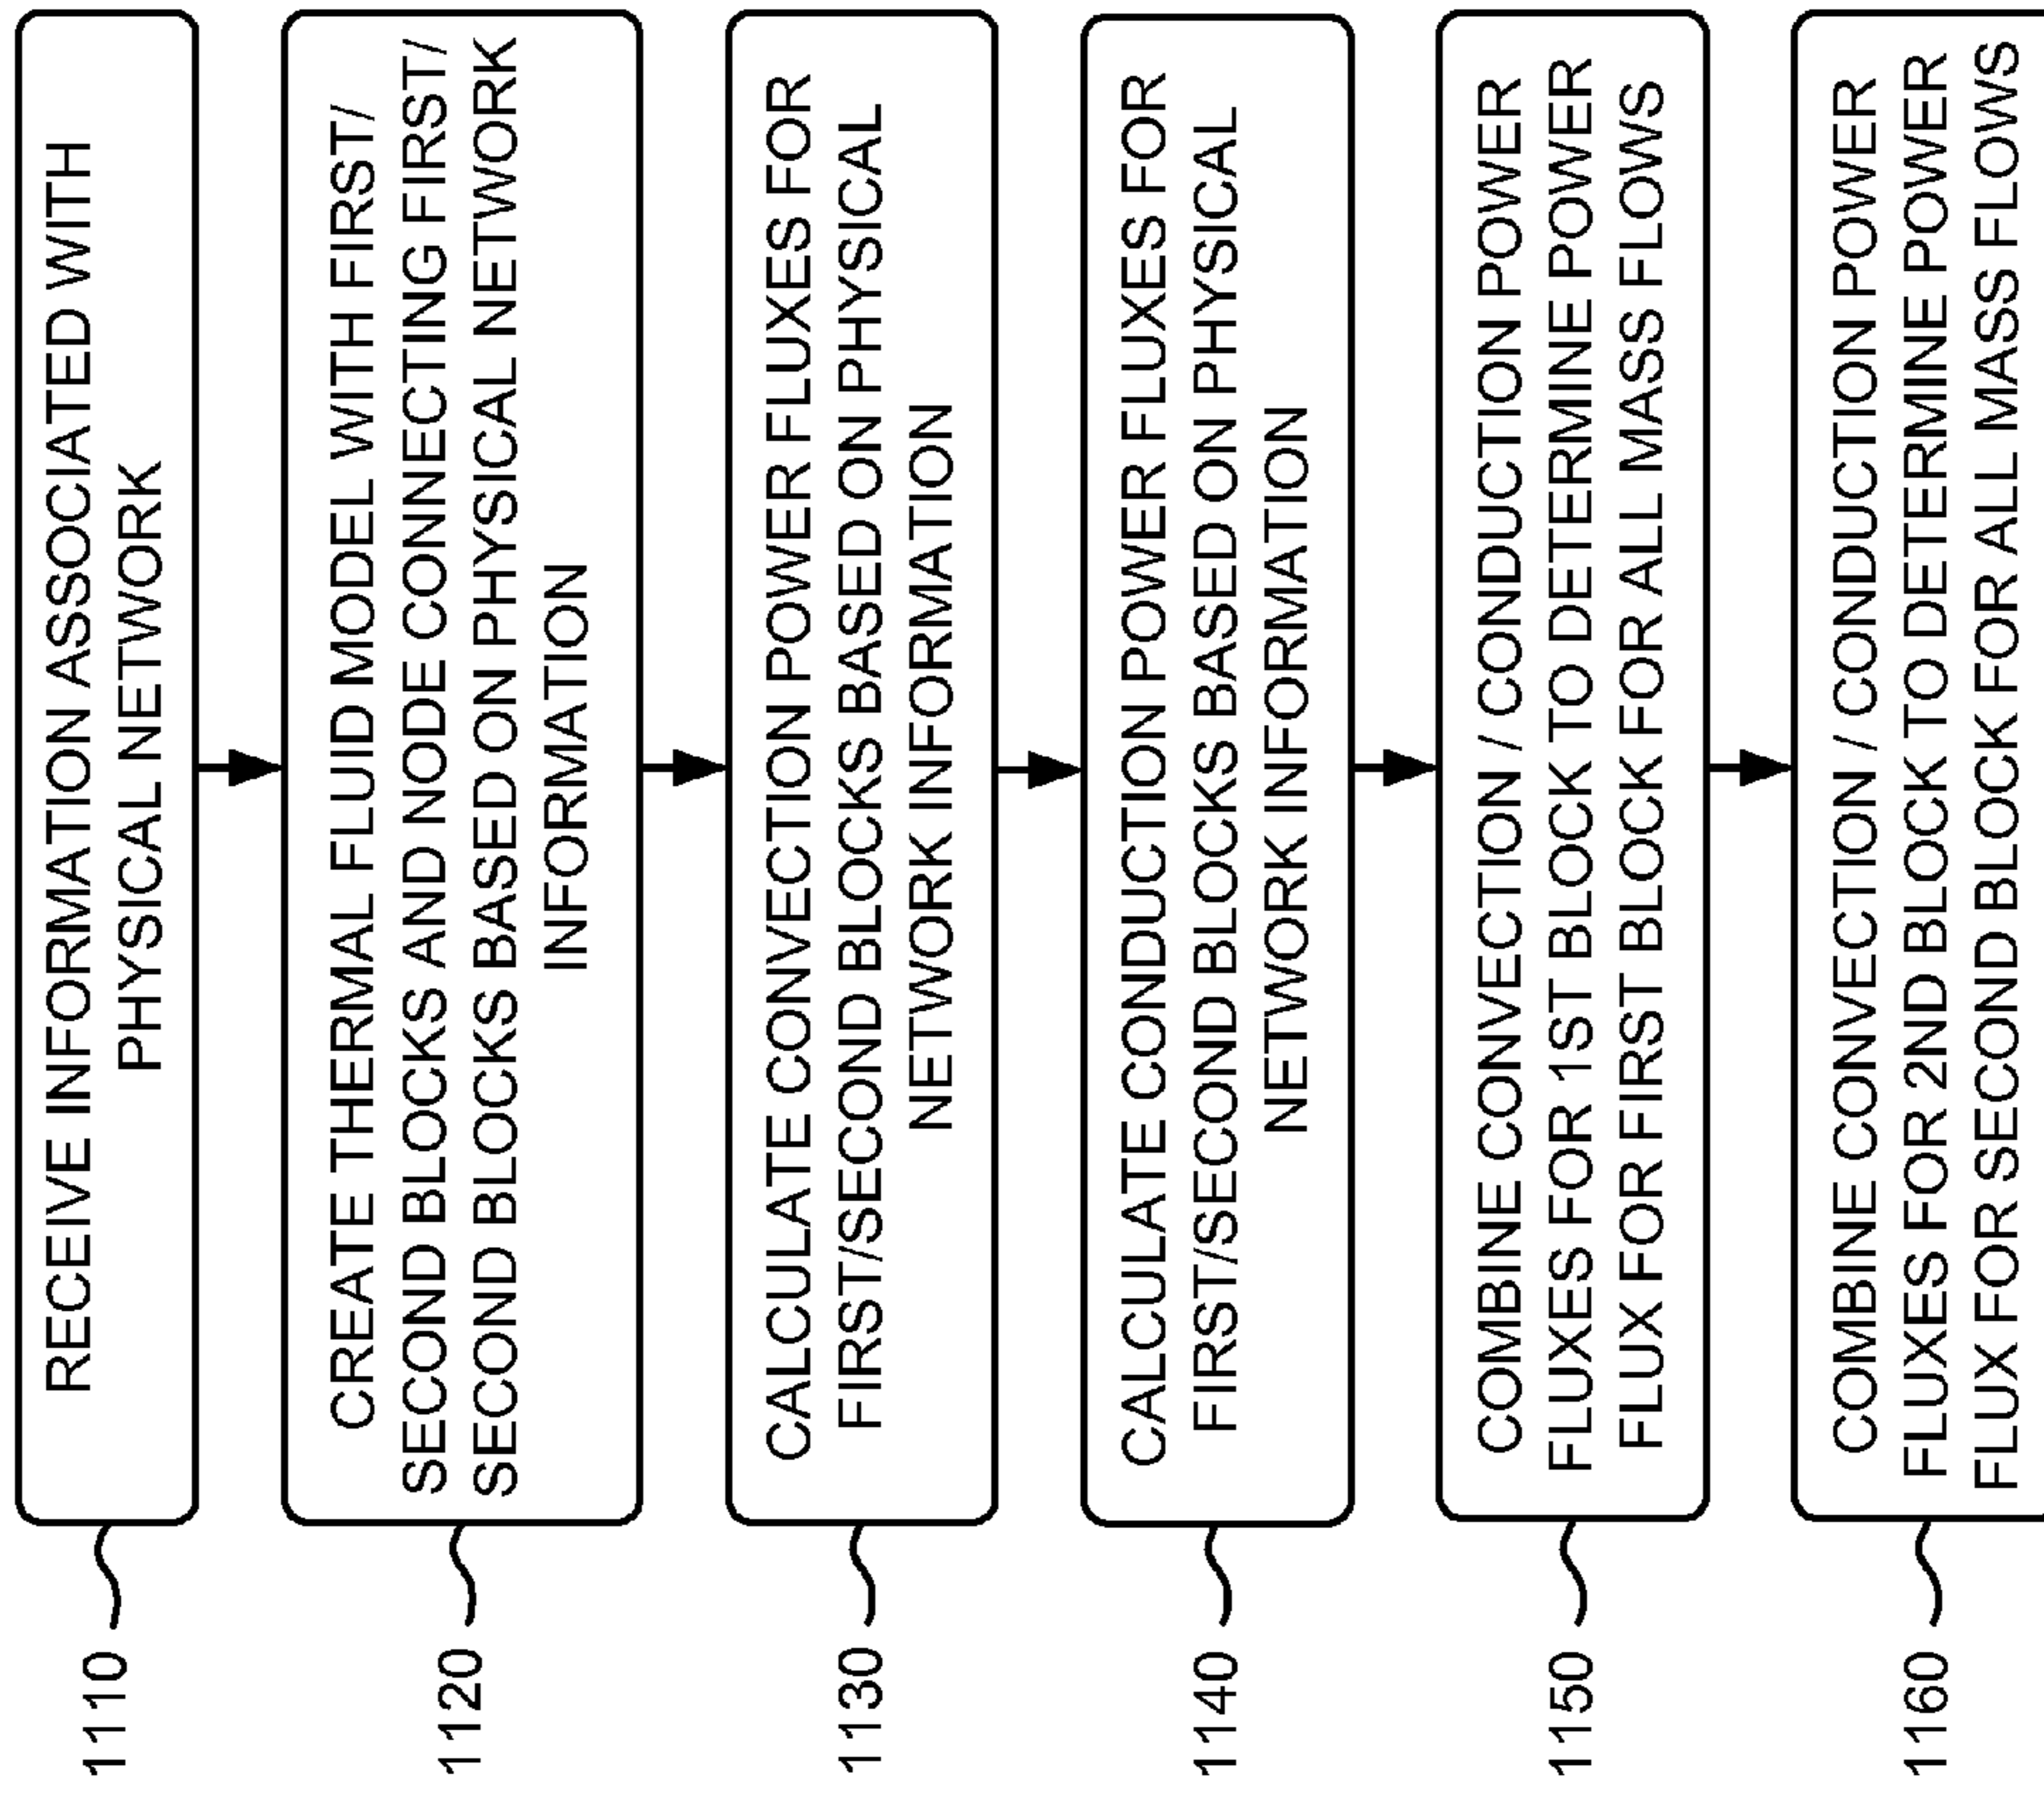 1110
RECEIVE INFORMATION ASSOCIATED WITH
PHYSICAL NETWORK
1120
CREATE THERMAL FLUID MODEL WITH FIRST/
SECOND BLOCKS AND NODE CONNECTING FIRST/
SECOND BLOCKS BASED ON PHYSICAL NETWORK
INFORMATION
1130
CALCULATE CONVECTION POWER FLUXES FOR
FIRST/SECOND BLOCKS BASED ON PHYSICAL
NETWORK INFORMATION
1140
CALCULATE CONDUCTION POWER FLUXES FOR
FIRST/SECOND BLOCKS BASED ON PHYSICAL
NETWORK INFORMATION
1150
COMBINE CONVECTION / CONDUCTION POWER
FLUXES FOR 1ST BLOCK TO DETERMINE POWER
FLUX FOR FIRST BLOCK FOR ALL MASS FLOWS
1160
COMBINE CONVECTION / CONDUCTION POWER
FLUXES FOR 2ND BLOCK TO DETERMINE POWER
FLUX FOR SECOND BLOCK FOR ALL MASS FLOWS